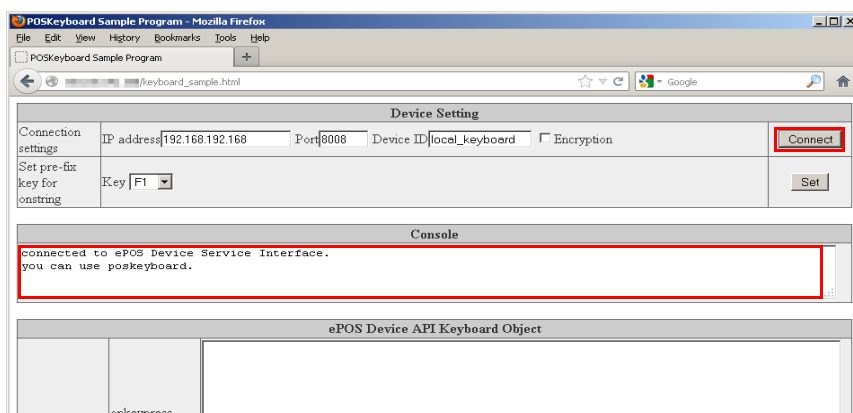 POSKeyboard Sample Program - Mozilla Firefox
File Edit View History Bookmarks Tools Help
POSKeyboard Sample Program +
/keyboard_sample.html Google
Device Setting
Connection settings IP address 192.168.192.168 Port 8008 Device ID local_keyboard Encryption Connect
Set pre-fix key for onstring Key F1 Set
Console
connected to ePOS Device Service Interface.
you can use poskeyboard.
ePOS Device API Keyboard Object
onkeypress